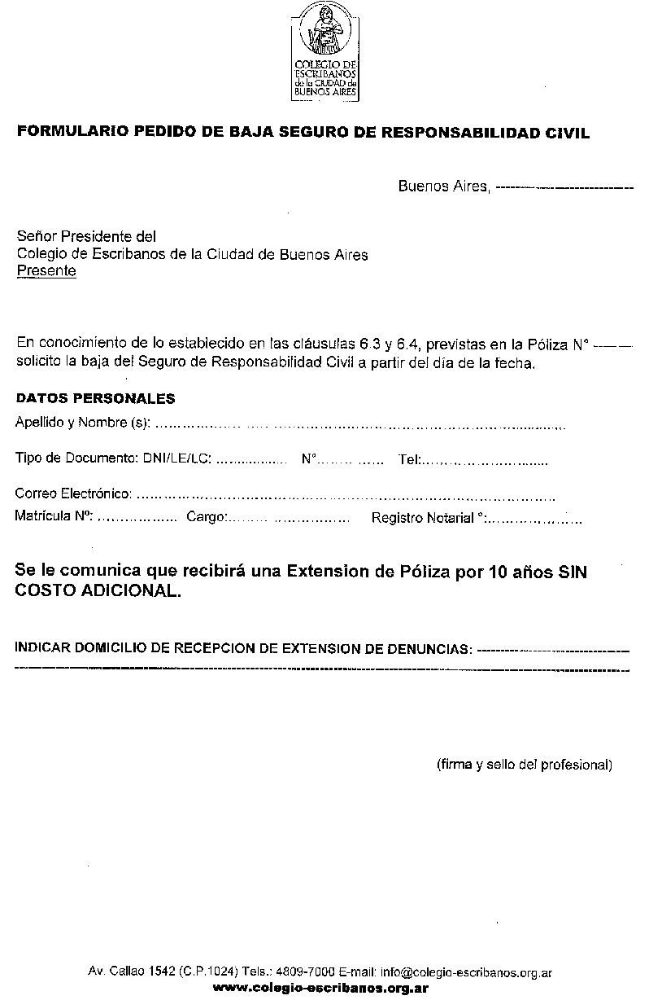 COLEGIO DE
ESCRIBANOS
de la CIUDAD de
BUENOS AIRES
FORMULARIO PEDIDO DE BAJA SEGURO DE RESPONSABILIDAD CIVIL
Buenos Aires, ----------------------------
Señor Presidente del
Colegio de Escribanos de la Ciudad de Buenos Aires
Presente
En conocimiento de lo establecido en las cláusulas 6.3 y 6.4, previstas en la Póliza N° --------
solicito la baja del Seguro de Responsabilidad Civil a partir del día de la fecha.
DATOS PERSONALES
Apellido y Nombre (s): ..........................................................................................
Tipo de Documento: DNI/LE/LC: ................ N°............... Tel:............................
Correo Electrónico: .............................................................................................
Matrícula Nº: .................. Cargo:........................... Registro Notarial °:.....................
Se le comunica que recibirá una Extension de Póliza por 10 años SIN
COSTO ADICIONAL.
INDICAR DOMICILIO DE RECEPCION DE EXTENSION DE DENUNCIAS: -------------------------------
--------------------------------------------------------------------------------------------------------------
(firma y sello del profesional)
Av. Callao 1542 (C.P.1024) Tels.: 4809-7000 E-mail: info@colegio-escribanos.org.ar
www.colegio-escribanos.org.ar